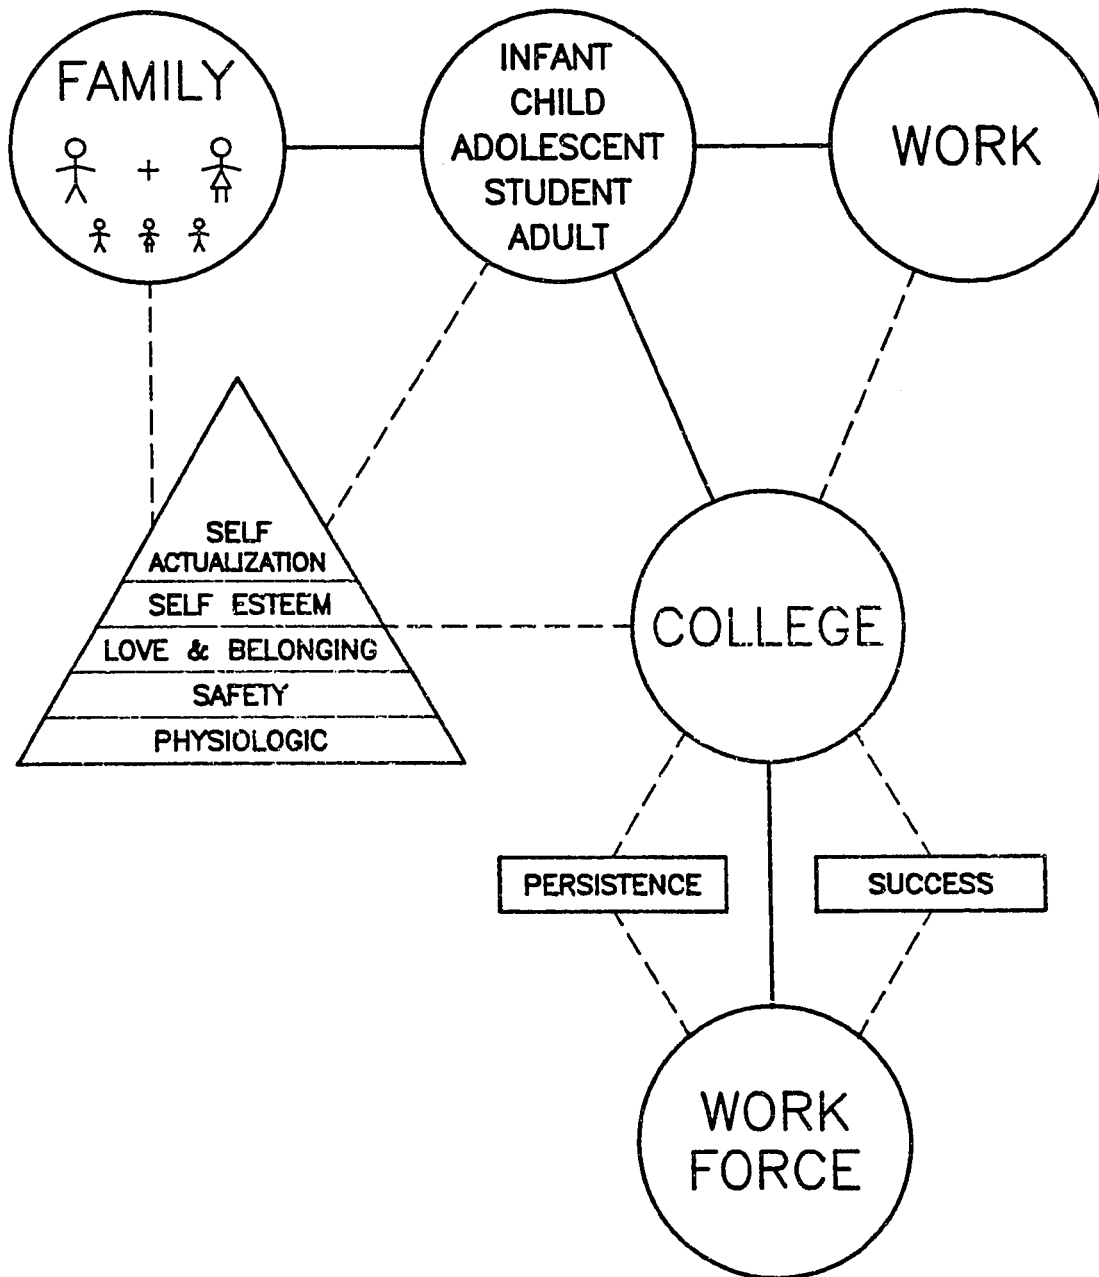 FAMILY
+
INFANT
CHILD
ADOLESCENT
STUDENT
ADULT
WORK
SELF
ACTUALIZATION
SELF ESTEEM
LOVE & BELONGING
SAFETY
PHYSIOLOGIC
COLLEGE
PERSISTENCE
SUCCESS
WORK
FORCE